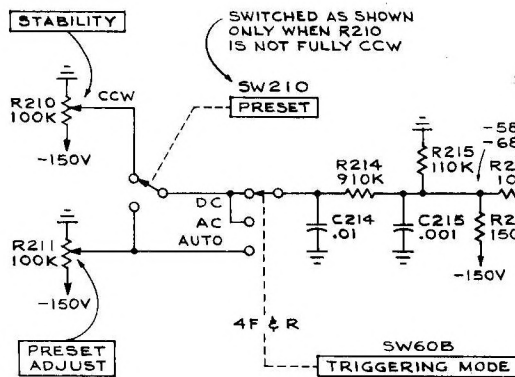 STABILITY
SWITCHED AS SHOWN
ONLY WHEN R210
IS NOT FULLY CCW
SW210
PRESET
CCW
R210
100K
-150V
R215
110K
-58
-68
R214
910K
DC
AC
AUTO
C214
.01
C215
.001
-150V
R211
100K
-150V
4F & R
PRESET
ADJUST
SW60B
TRIGGERING MODE